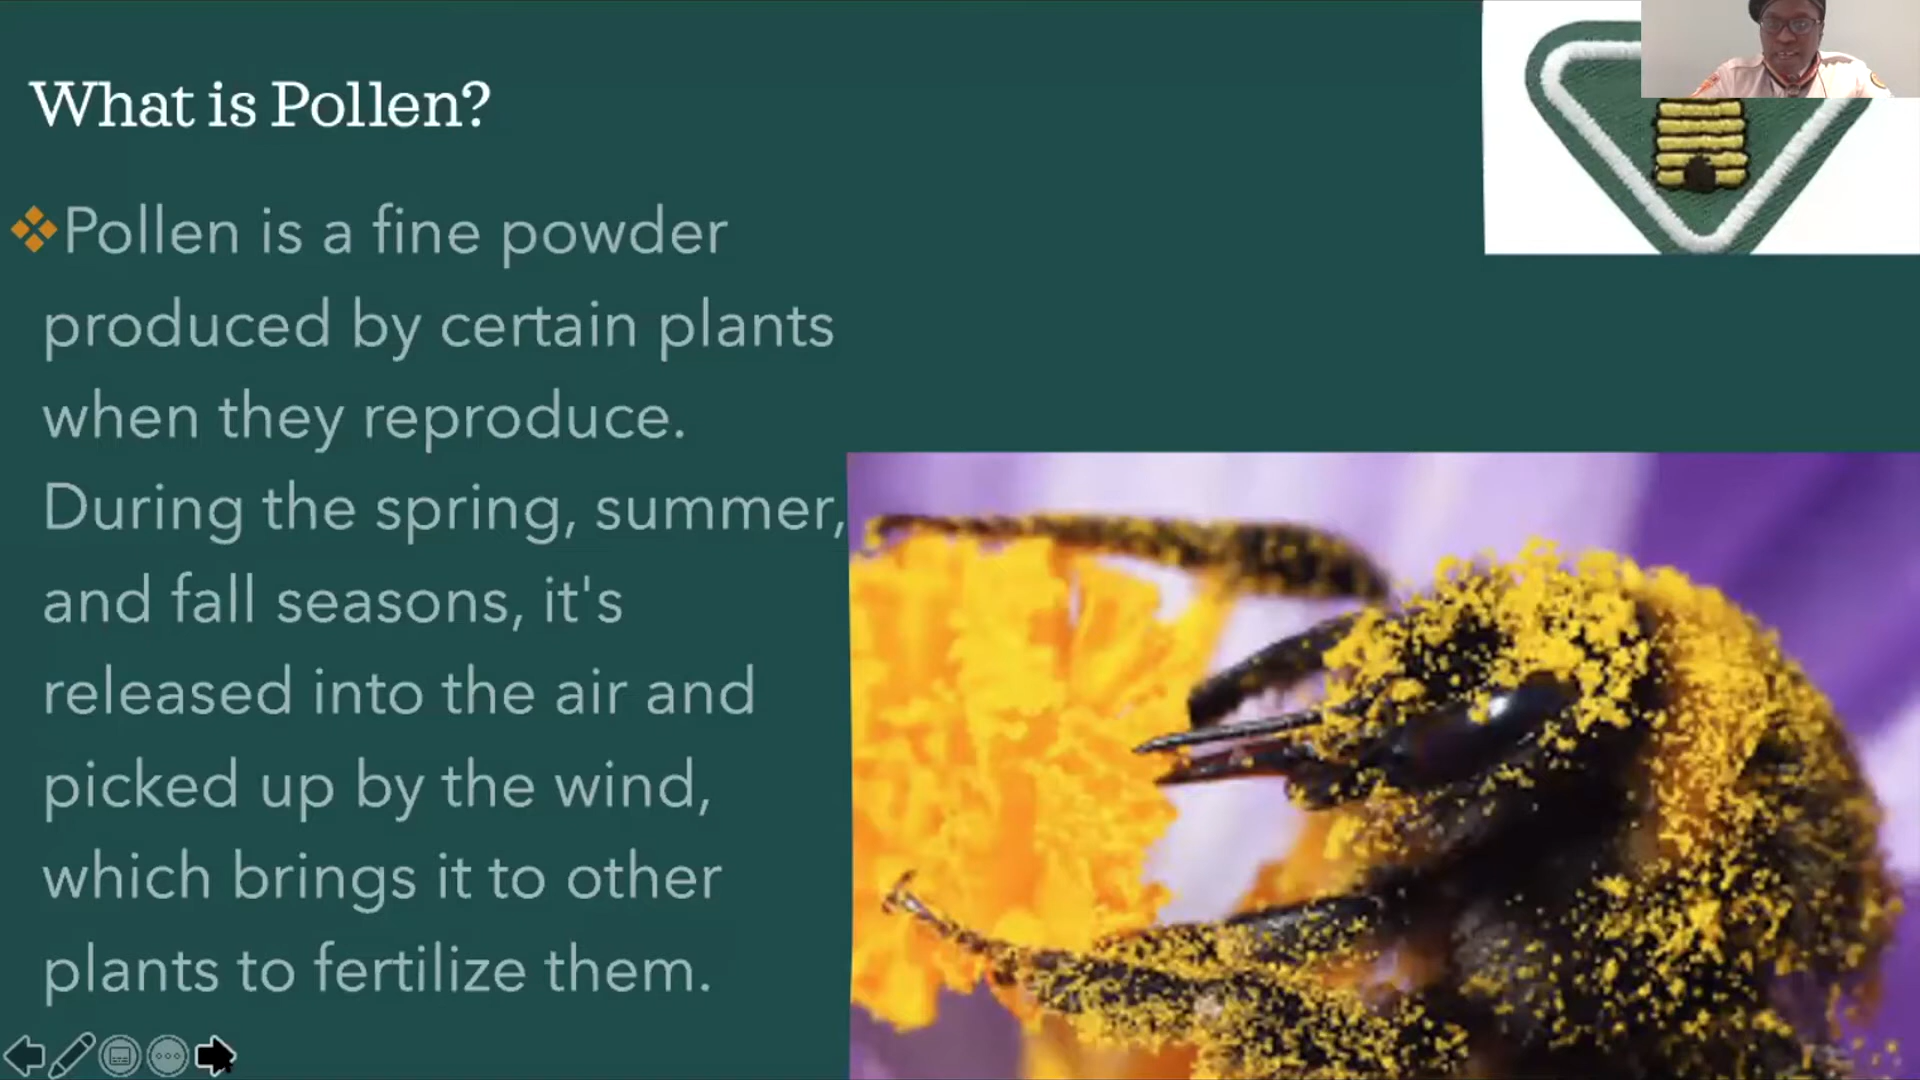 What is Pollen?
Pollen is a fine powder
produced by certain plants
when they reproduce.
During the spring, summer,
and fall seasons, it's
released into the air and
picked up by the wind,
which brings it to other
plants to fertilize them.